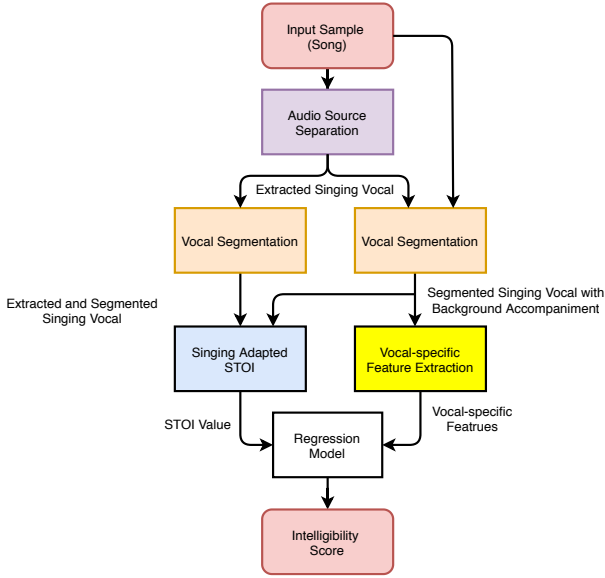 Input Sample
(Song)
Audio Source
Separation
Extracted Singing Vocal
Vocal Segmentation
Vocal Segmentation
Extracted and Segmented
Singing Vocal
Segmented Singing Vocal with
Background Accompaniment
Singing Adapted
STOI
Vocal-specific
Feature Extraction
STOI Value
Vocal-specific
Featrues
Regression
Model
Intelligibility
Score